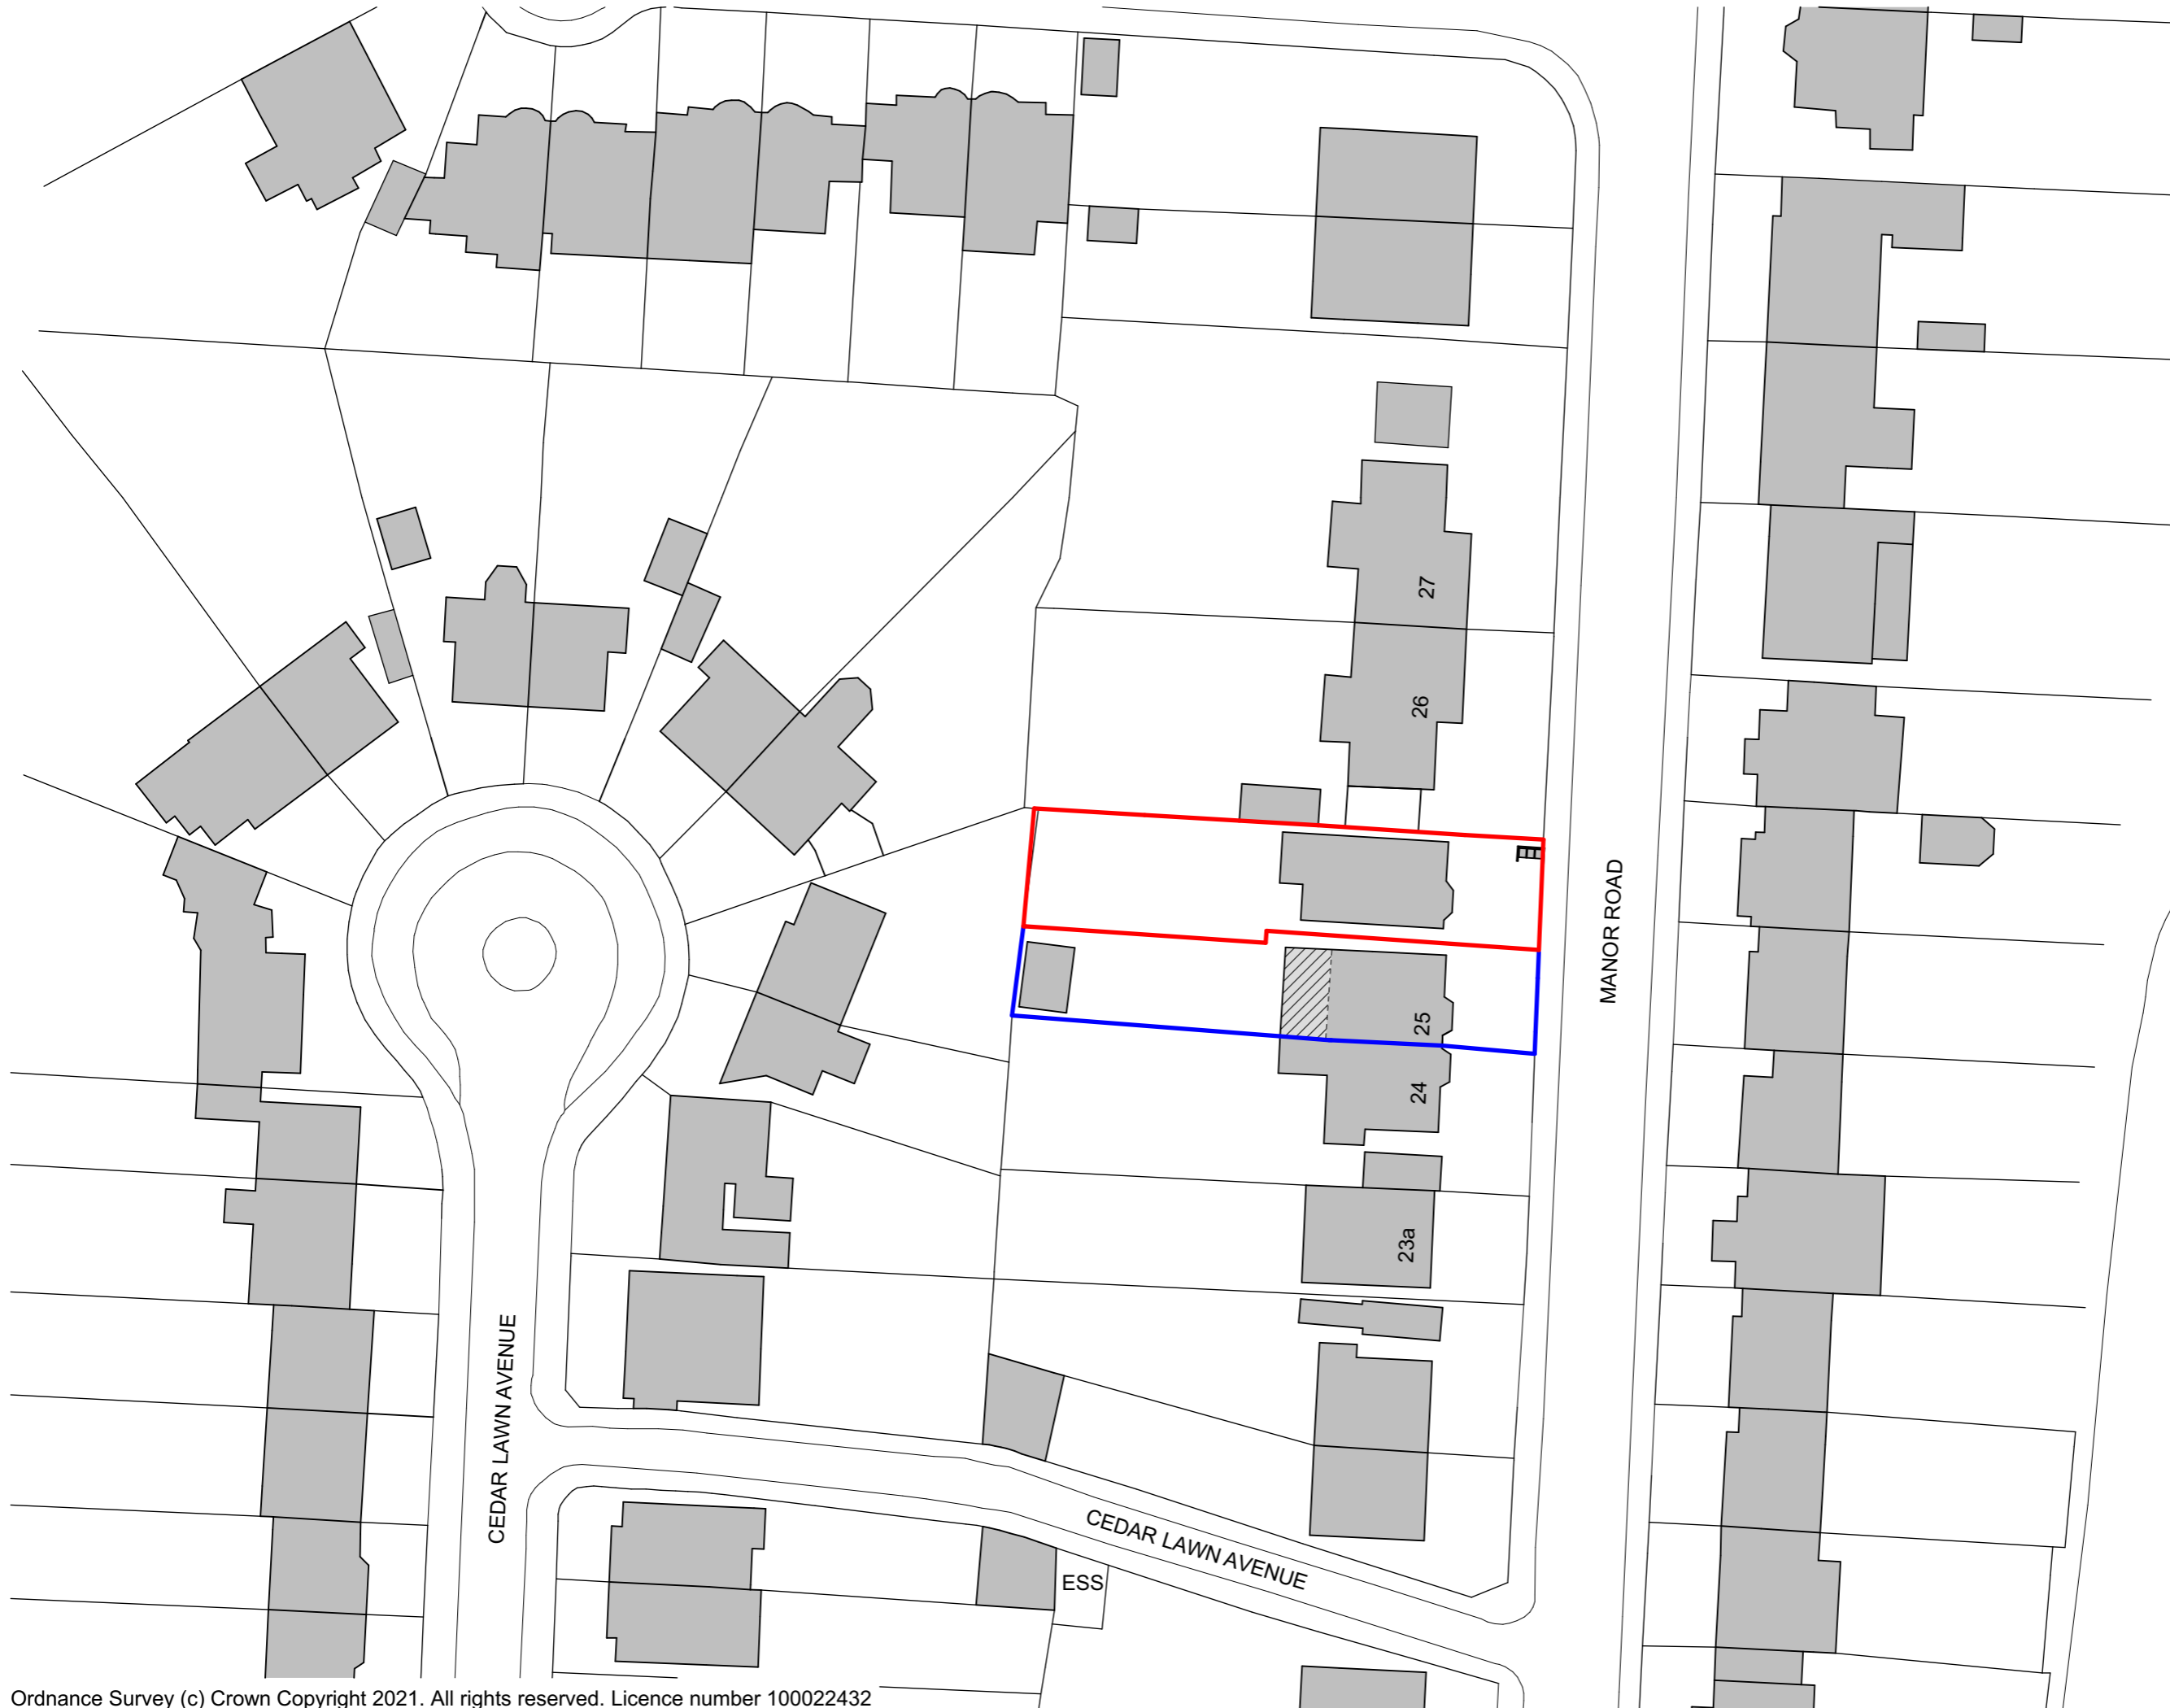 27
26
MANOR ROAD
25
24
23a
CEDAR LAWN AVENUE
CEDAR LAWN AVENUE
ESS
Ordnance Survey (c) Crown Copyright 2021. All rights reserved. Licence number 100022432